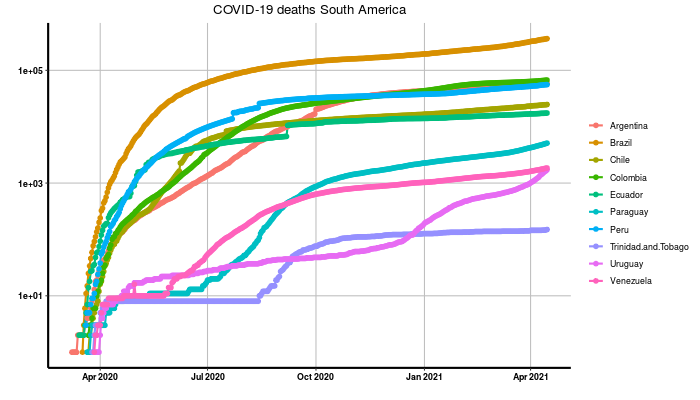 COVID-19 deaths South America
1e+05
1e+03
1e+01
Apr 2020
Jul 2020
Oct 2020
Jan 2021
Apr 2021
Argentina
Brazil
Chile
Colombia
Ecuador
Paraguay
Peru
Trinidad.and.Tobago
Uruguay
Venezuela